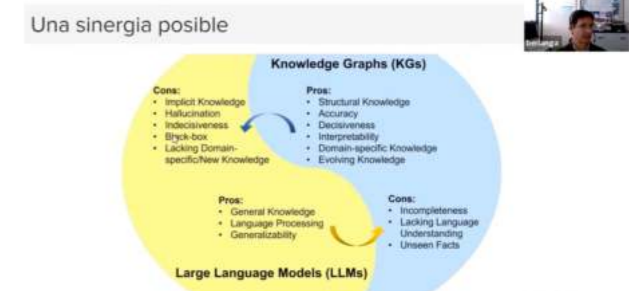 Una sinergia posible
berlanga
Knowledge Graphs (KGs)
Cons:
• Implicit Knowledge
• Hallucination
• Indecisiveness
• Black-box
• Lacking Domain-
specific/New Knowledge
Pros:
• Structural Knowledge
• Accuracy
• Decisiveness
• Interpretability
• Domain-specific Knowledge
• Evolving Knowledge
Pros:
• General Knowledge
• Language Processing
• Generalizability
Cons:
• Incompleteness
• Lacking Language
Understanding
• Unseen Facts
Large Language Models (LLMs)